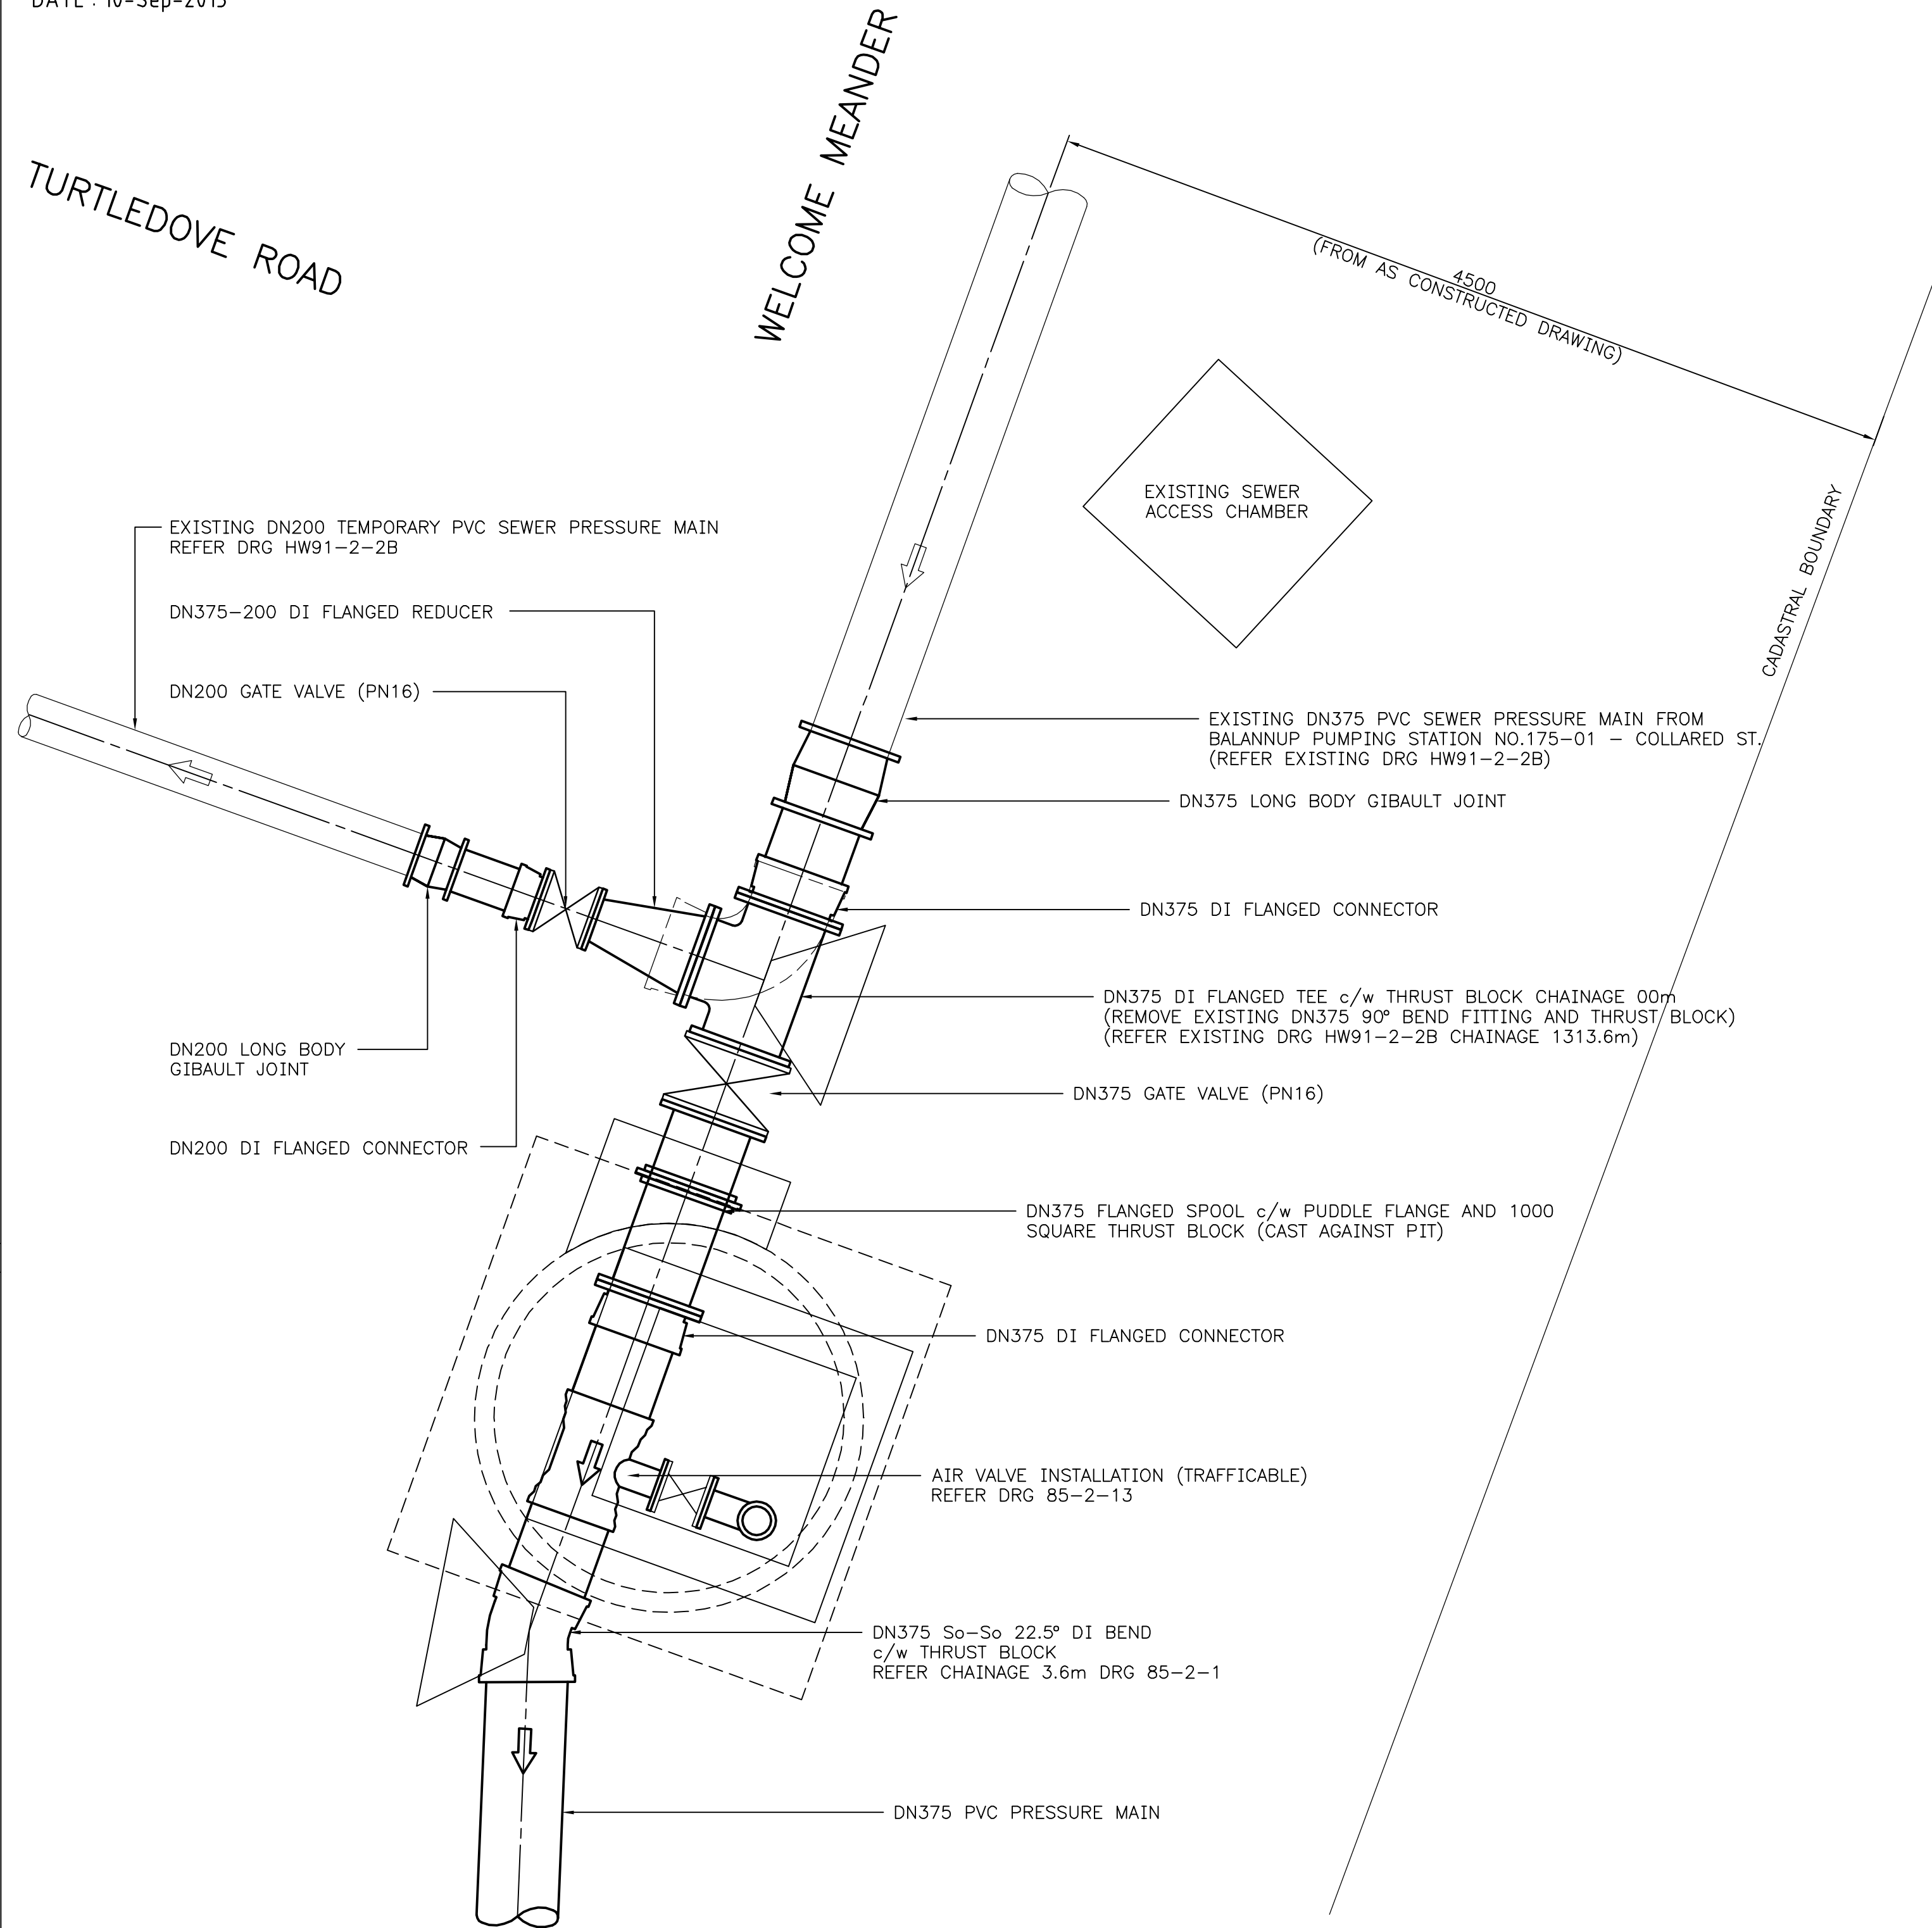 DATE : 10-Sep-2015
TURTLEDOVE ROAD
WELCOME MEANDER
4500
(FROM AS CONSTRUCTED DRAWING)
EXISTING SEWER
ACCESS CHAMBER
CADASTRAL BOUNDARY
EXISTING DN200 TEMPORARY PVC SEWER PRESSURE MAIN
REFER DRG HW91-2-2B
DN375-200 DI FLANGED REDUCER
DN200 GATE VALVE (PN16)
EXISTING DN375 PVC SEWER PRESSURE MAIN FROM
BALANNUP PUMPING STATION NO.175-01 - COLLARED ST.
(REFER EXISTING DRG HW91-2-2B)
DN375 LONG BODY GIBAULT JOINT
DN375 DI FLANGED CONNECTOR
DN375 DI FLANGED TEE c/w THRUST BLOCK CHAINAGE 00m
(REMOVE EXISTING DN375 90° BEND FITTING AND THRUST BLOCK)
(REFER EXISTING DRG HW91-2-2B CHAINAGE 1313.6m)
DN200 LONG BODY
GIBAULT JOINT
DN375 GATE VALVE (PN16)
DN200 DI FLANGED CONNECTOR
DN375 FLANGED SPOOL c/w PUDDLE FLANGE AND 1000
SQUARE THRUST BLOCK (CAST AGAINST PIT)
DN375 DI FLANGED CONNECTOR
AIR VALVE INSTALLATION (TRAFFICABLE)
REFER DRG 85-2-13
DN375 So-So 22.5° DI BEND
c/w THRUST BLOCK
REFER CHAINAGE 3.6m DRG 85-2-1
DN375 PVC PRESSURE MAIN